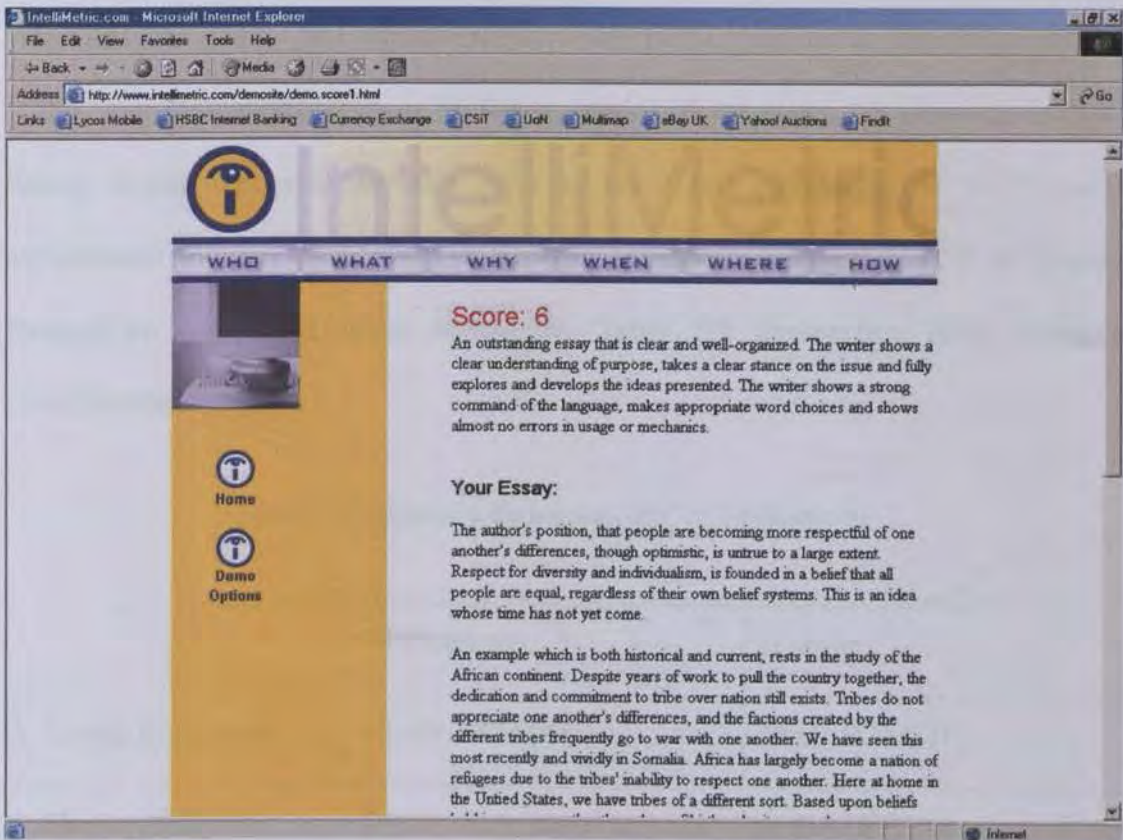 IntelliMetric.com - Microsoft Internet Explorer
File Edit View Favorites Tools Help
Back Media
Address http://www.intellimetric.com/demosite/demo.score1.html Go
Links Lycos Mobile HSBC Internet Banking Currency Exchange CSiT UoN Multimap eBay UK Yahoo! Auctions FindIt
IntelliMetric
WHO WHAT WHY WHEN WHERE HOW
Score: 6
An outstanding essay that is clear and well-organized. The writer shows a
clear understanding of purpose, takes a clear stance on the issue and fully
explores and develops the ideas presented. The writer shows a strong
command of the language, makes appropriate word choices and shows
almost no errors in usage or mechanics.
Home
Demo
Options
Your Essay:
The author's position, that people are becoming more respectful of one
another's differences, though optimistic, is untrue to a large extent.
Respect for diversity and individualism, is founded in a belief that all
people are equal, regardless of their own belief systems. This is an idea
whose time has not yet come.
An example which is both historical and current, rests in the study of the
African continent. Despite years of work to pull the country together, the
dedication and commitment to tribe over nation still exists. Tribes do not
appreciate one another's differences, and the factions created by the
different tribes frequently go to war with one another. We have seen this
most recently and vividly in Somalia. Africa has largely become a nation of
refugees due to the tribes' inability to respect one another. Here at home in
the Untied States, we have tribes of a different sort. Based upon beliefs
Internet